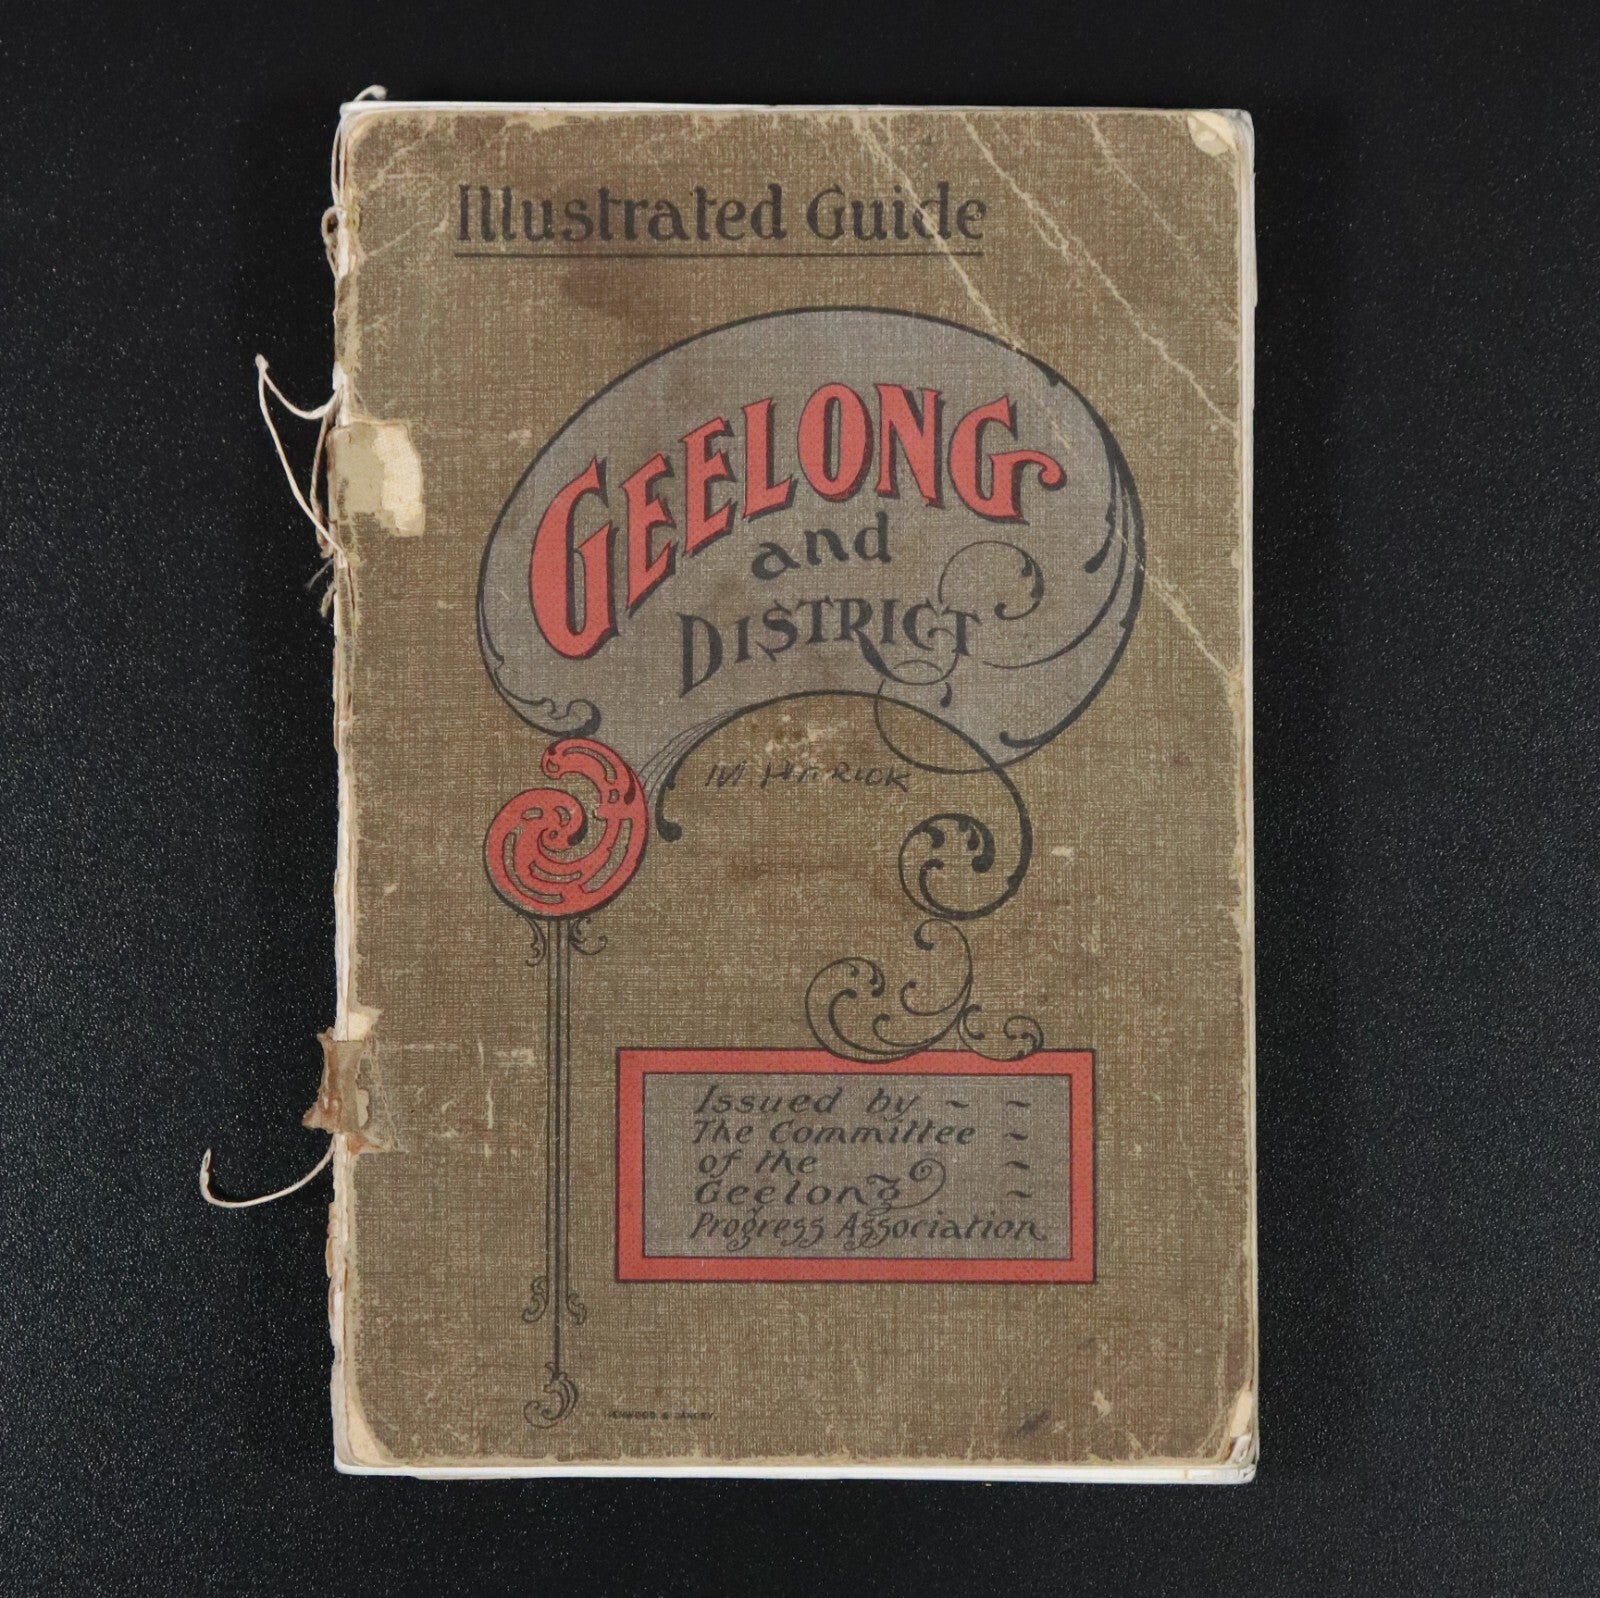 Illustrated Guide
GEELONG
and
DISTRICT
Issued by ~ ~
The Committee ~
of the ~
Geelong ~
Progress Association